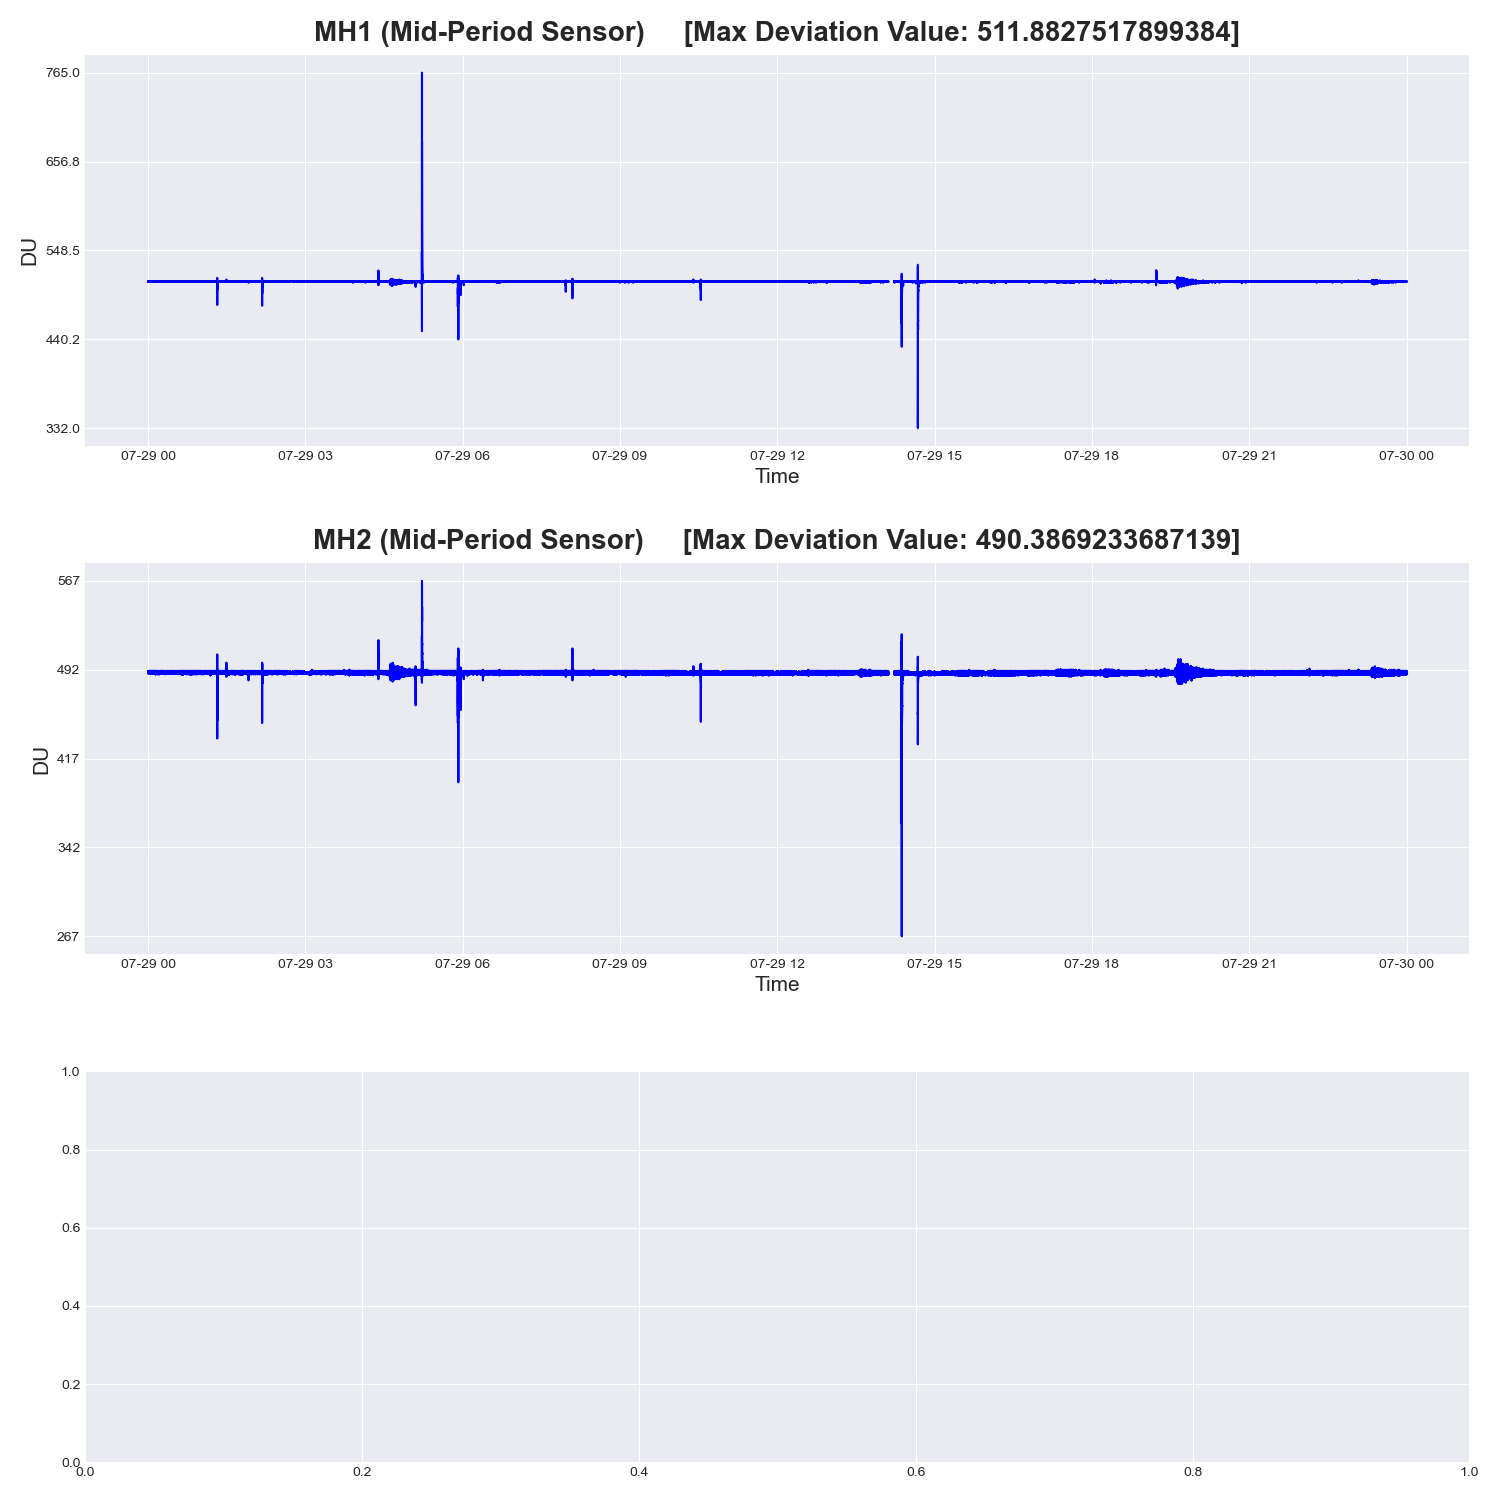 MH1 (Mid-Period Sensor) [Max Deviation Value: 511.8827517899384]
765.0
656.8
548.5
440.2
332.0
DU
07-29 00 07-29 03 07-29 06 07-29 09 07-29 12 07-29 15 07-29 18 07-29 21 07-30 00
Time
MH2 (Mid-Period Sensor) [Max Deviation Value: 490.3869233687139]
567
492
417
342
267
DU
07-29 00 07-29 03 07-29 06 07-29 09 07-29 12 07-29 15 07-29 18 07-29 21 07-30 00
Time
1.0
0.8
0.6
0.4
0.2
0.0
0.0 0.2 0.4 0.6 0.8 1.0